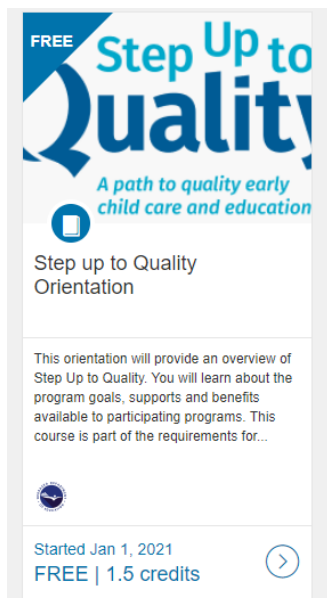 FREE
Step Up to
Quality
A path to quality early
child care and education
Step up to Quality
Orientation
This orientation will provide an overview of
Step Up to Quality. You will learn about the
program goals, supports and benefits
available to participating programs. This
course is part of the requirements for...
Started Jan 1, 2021
FREE | 1.5 credits